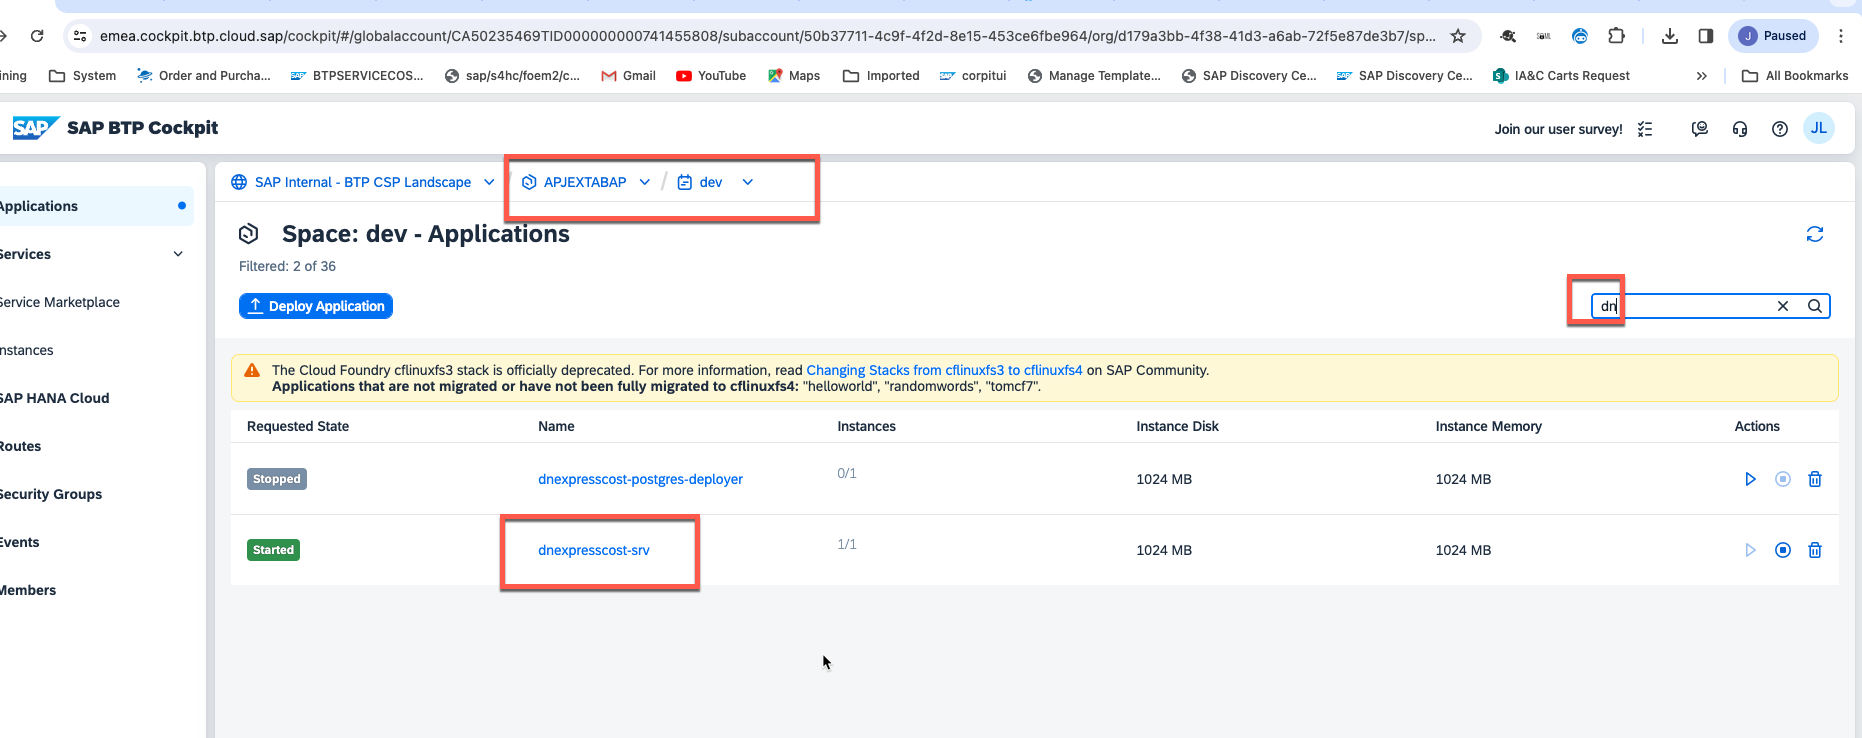 emea.cockpit.btp.cloud.sap/cockpit/#/globalaccount/CA50235469TID000000000741455808/subaccount/50b37711-4c9f-4f2d-8e15-453ce6fbe964/org/d179a3bb-4f38-41d3-a6ab-72f5e87de3b7/sp...
J Paused
ining System Order and Purcha... BTPSERVICECOS... sap/s4hc/foem2/c... Gmail YouTube Maps Imported corpitui Manage Template... SAP Discovery Ce... SAP Discovery Ce... IA&C Carts Request » All Bookmarks
SAP SAP BTP Cockpit
Join our user survey! JL
SAP Internal - BTP CSP Landscape / APJEXTABAP / dev
Applications
Services
Service Marketplace
Instances
SAP HANA Cloud
Routes
Security Groups
Events
Members
Space: dev - Applications
Filtered: 2 of 36
Deploy Application
dn
The Cloud Foundry cflinuxfs3 stack is officially deprecated. For more information, read Changing Stacks from cflinuxfs3 to cflinuxfs4 on SAP Community.
Applications that are not migrated or have not been fully migrated to cflinuxfs4: "helloworld", "randomwords", "tomcf7".
Requested State Name Instances Instance Disk Instance Memory Actions
Stopped dnexpresscost-postgres-deployer 0/1 1024 MB 1024 MB
Started dnexpresscost-srv 1/1 1024 MB 1024 MB